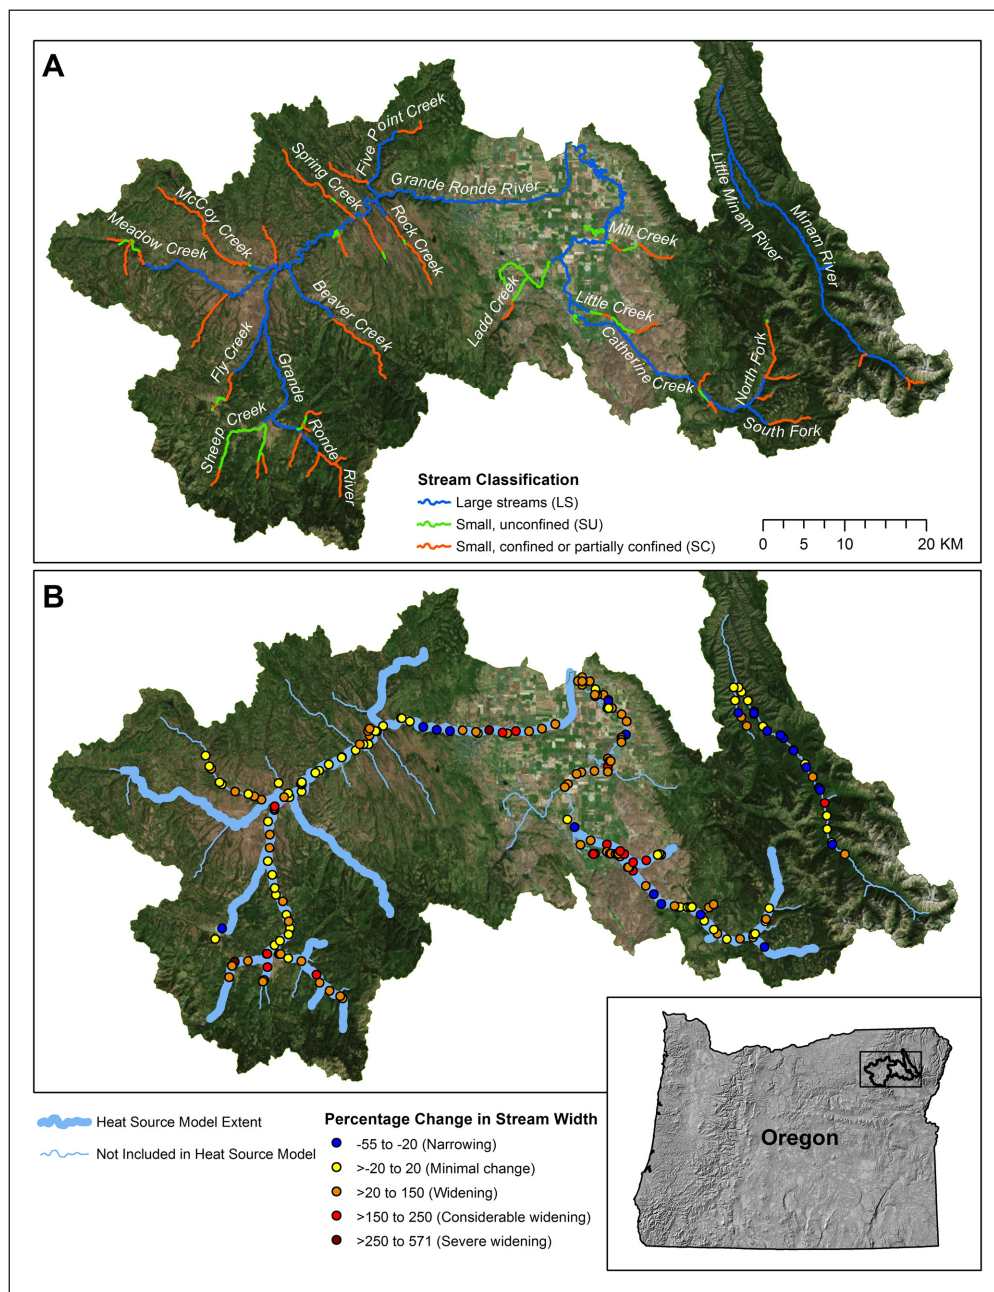 A
Five Point Creek
Spring Creek
McCoy Creek
Meadow Creek
Grande Ronde River
Rock Creek
Little Minam River
Minam River
Mill Creek
Ladd Creek
Little Creek
Beaver Creek
Fly Creek
Catherine Creek
North Fork
South Fork
Grande Ronde River
Sheep Creek
Stream Classification
Large streams (LS)
Small, unconfined (SU)
Small, confined or partially confined (SC)
0 5 10 20 KM
B
Oregon
Heat Source Model Extent
Not Included in Heat Source Model
Percentage Change in Stream Width
-55 to -20 (Narrowing)
>-20 to 20 (Minimal change)
>20 to 150 (Widening)
>150 to 250 (Considerable widening)
>250 to 571 (Severe widening)